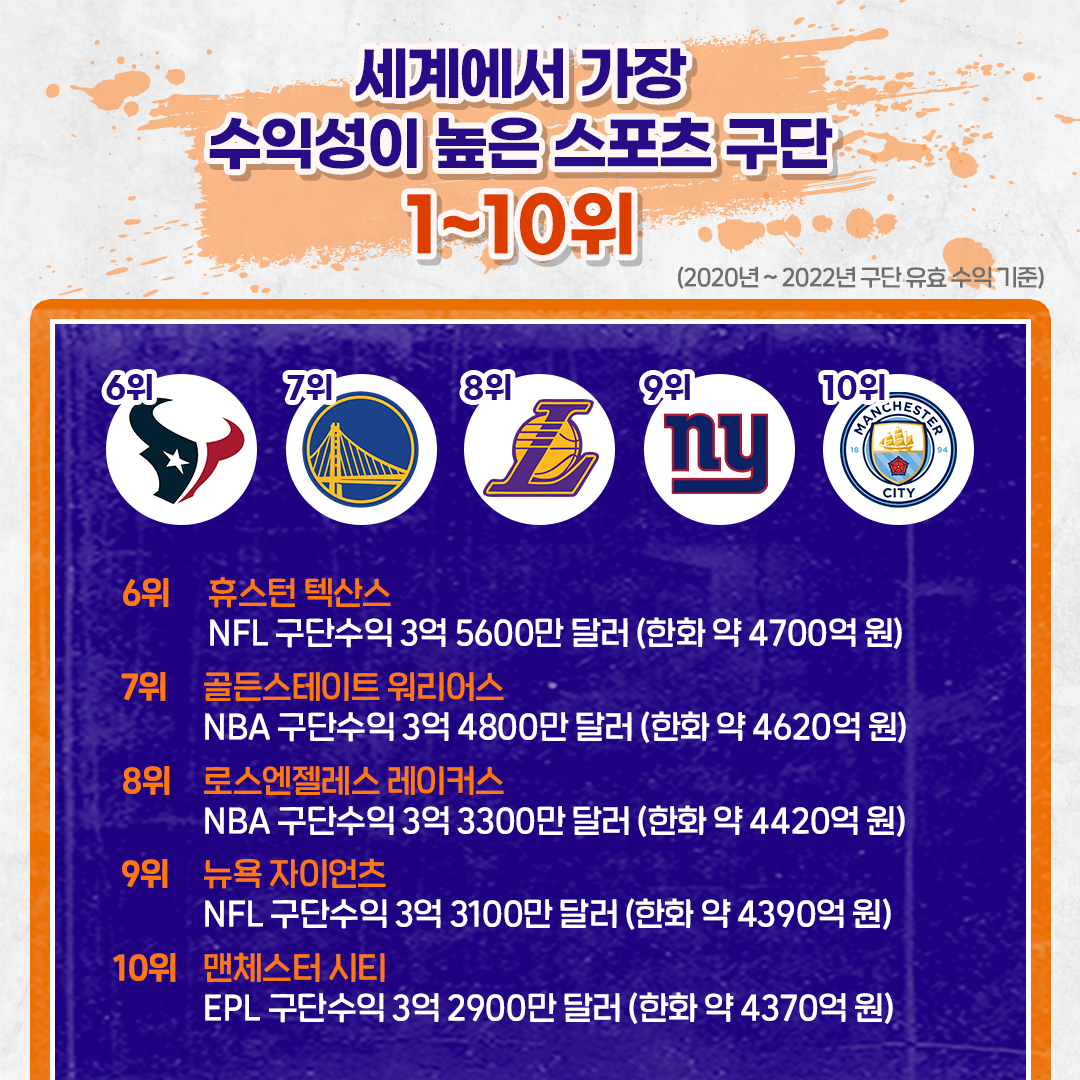 세계에서 가장
수익성이 높은 스포츠 구단
1~10위
(2020년 ~ 2022년 구단 유효 수익 기준)
6위 7위 8위 9위 10위
ny
MANCHESTER
18 94
CITY
6위 휴스턴 텍산스
NFL 구단수익 3억 5600만 달러 (한화 약 4700억 원)
7위 골든스테이트 워리어스
NBA 구단수익 3억 4800만 달러 (한화 약 4620억 원)
8위 로스엔젤레스 레이커스
NBA 구단수익 3억 3300만 달러 (한화 약 4420억 원)
9위 뉴욕 자이언츠
NFL 구단수익 3억 3100만 달러 (한화 약 4390억 원)
10위 맨체스터 시티
EPL 구단수익 3억 2900만 달러 (한화 약 4370억 원)